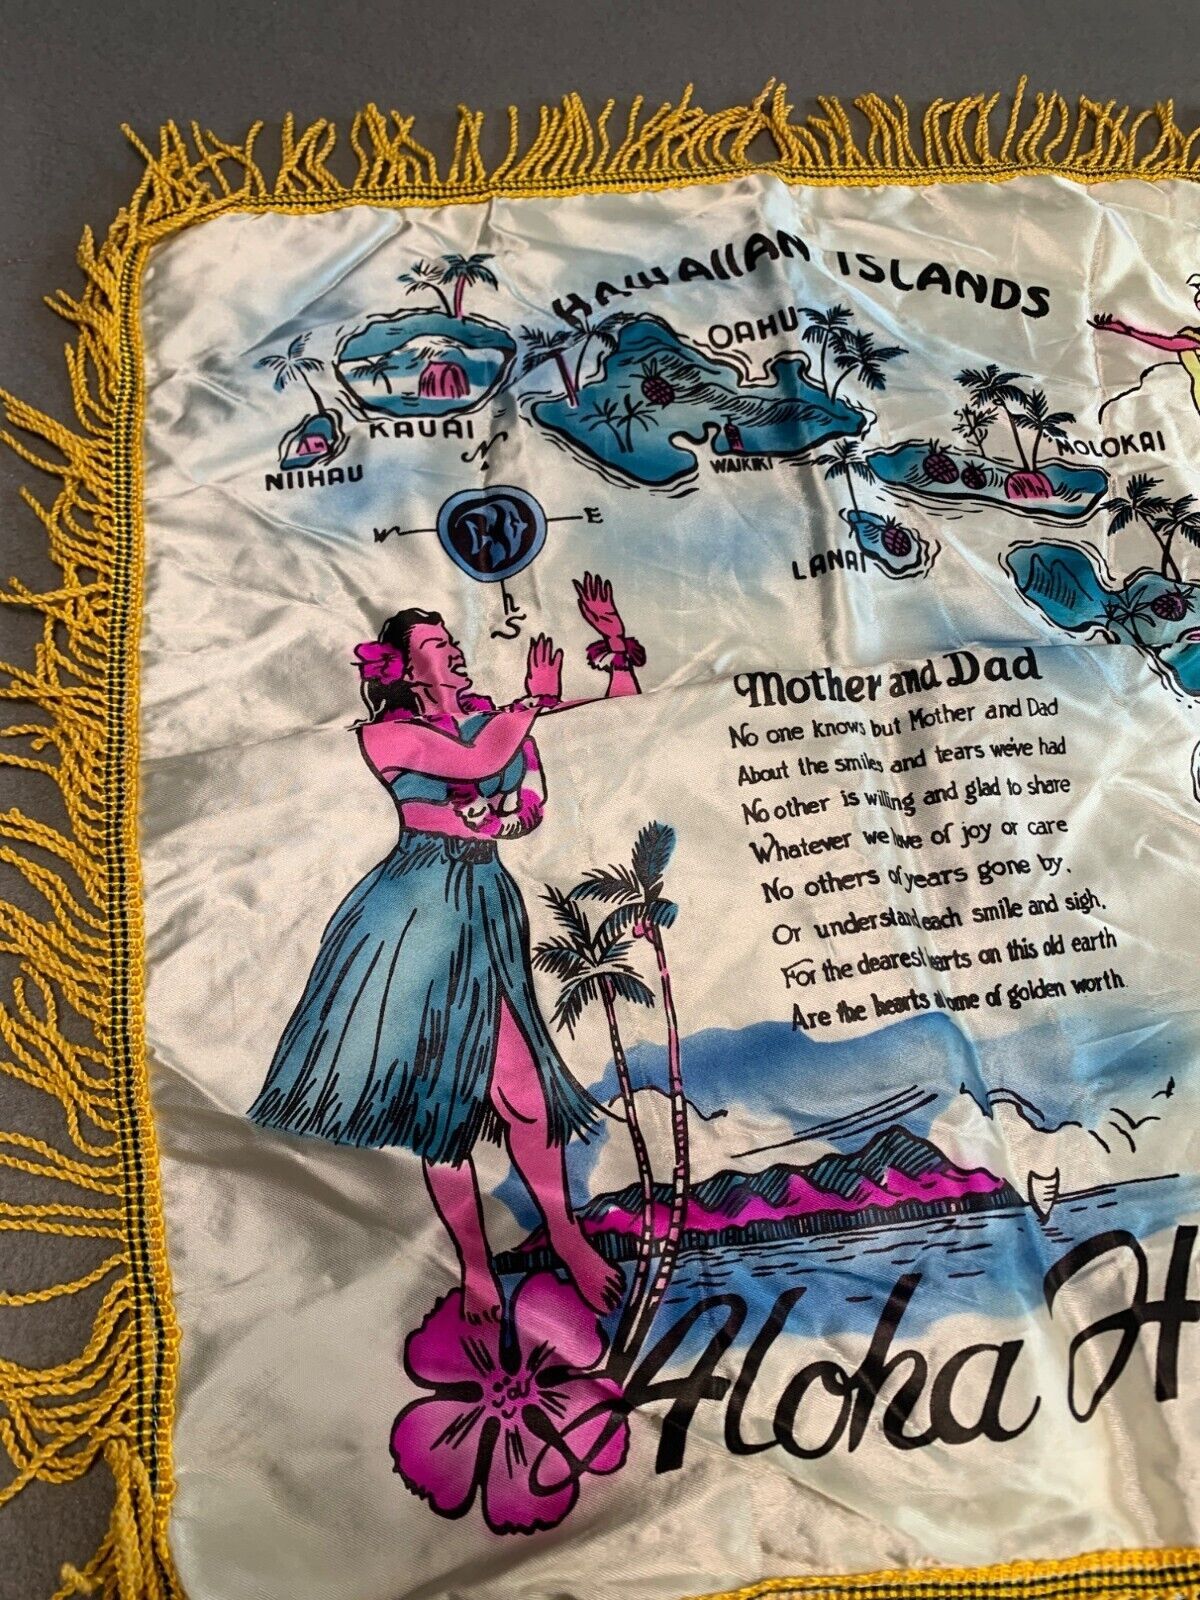 HAWAIIAN ISLANDS
OAHU
KAUAI
NIIHAU
WAIKIKI
MOLOKAI
LANAI
N
W E
S
Mother and Dad
No one knows but Mother and Dad
About the smiles and tears we've had
No other is willing and glad to share
Whatever we have of joy or care
No others of years gone by,
Or understand each smile and sigh,
For the dearest hearts on this old earth
Are the hearts at home of golden worth.
Aloha H